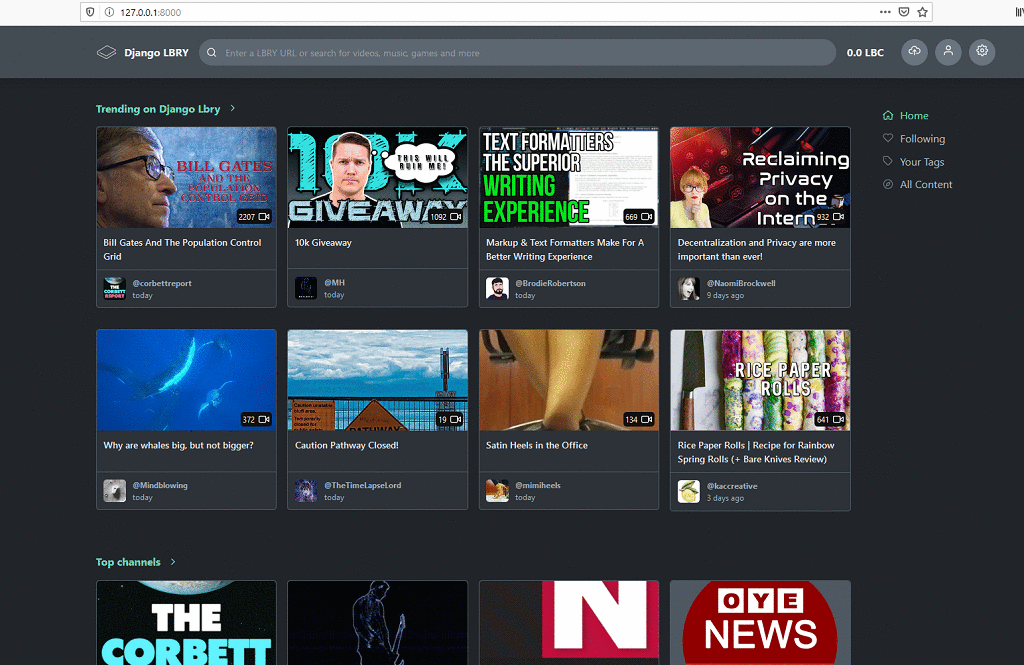 127.0.0.1:8000
Django LBRY
Enter a LBRY URL or search for videos, music, games and more
0.0 LBC
Trending on Django Lbry
Home
Following
Your Tags
All Content
BILL GATES
AND THE
POPULATION
CONTROL GRID
2207
10K
THIS WILL
RUIN ME!
GIVEAWAY
1092
TEXT FORMATTERS
THE SUPERIOR
WRITING
EXPERIENCE
669
Reclaiming
Privacy
on the
Intern
932
Bill Gates And The Population Control
Grid
10k Giveaway
Markup & Text Formatters Make For A
Better Writing Experience
Decentralization and Privacy are more
important than ever!
THE
CORBETT
REPORT
@corbettreport
today
@MH
today
@BrodieRobertson
today
@NaomiBrockwell
9 days ago
372
Caution unstable
bluff area.
PATHWAY
19
134
RICE PAPER
ROLLS
641
Why are whales big, but not bigger?
Caution Pathway Closed!
Satin Heels in the Office
Rice Paper Rolls | Recipe for Rainbow
Spring Rolls (+ Bare Knives Review)
@Mindblowing
today
@TheTimeLapseLord
today
@mimiheels
today
@kaccreative
3 days ago
Top channels
THE
CORBETT
N
OYE
NEWS